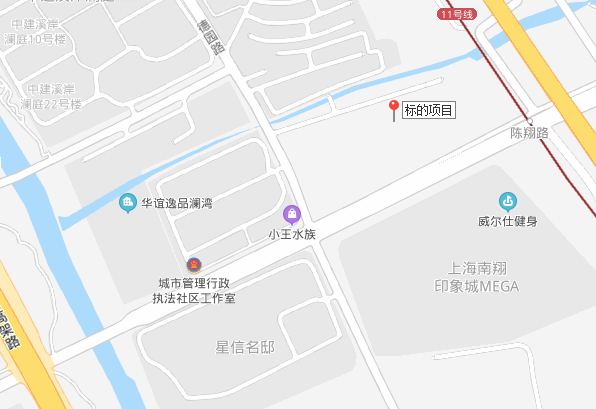 中建溪岸
澜庭10号楼
中建溪岸
澜庭22号楼
德园路
11号线
标的项目
陈翔路
华谊逸品澜湾
小王水族
威尔仕健身
城市管理行政
执法社区工作室
上海南翔
印象城MEGA
星信名邸
高架路